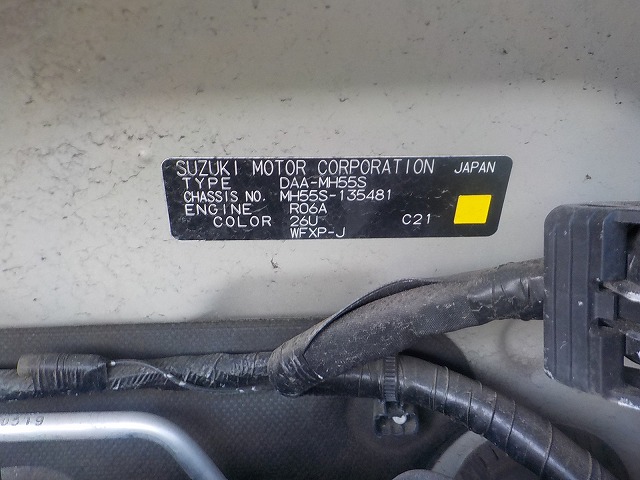 SUZUKI MOTOR CORPORATION JAPAN
TYPE DAA-MH55S
CHASSIS NO. MH55S-135481
ENGINE R06A
COLOR 26U C21
WFXP-J